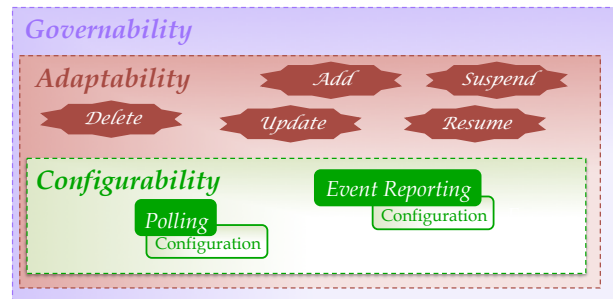 Governability
Adaptability
Add
Suspend
Delete
Update
Resume
Configurability
Event Reporting
Configuration
Polling
Configuration